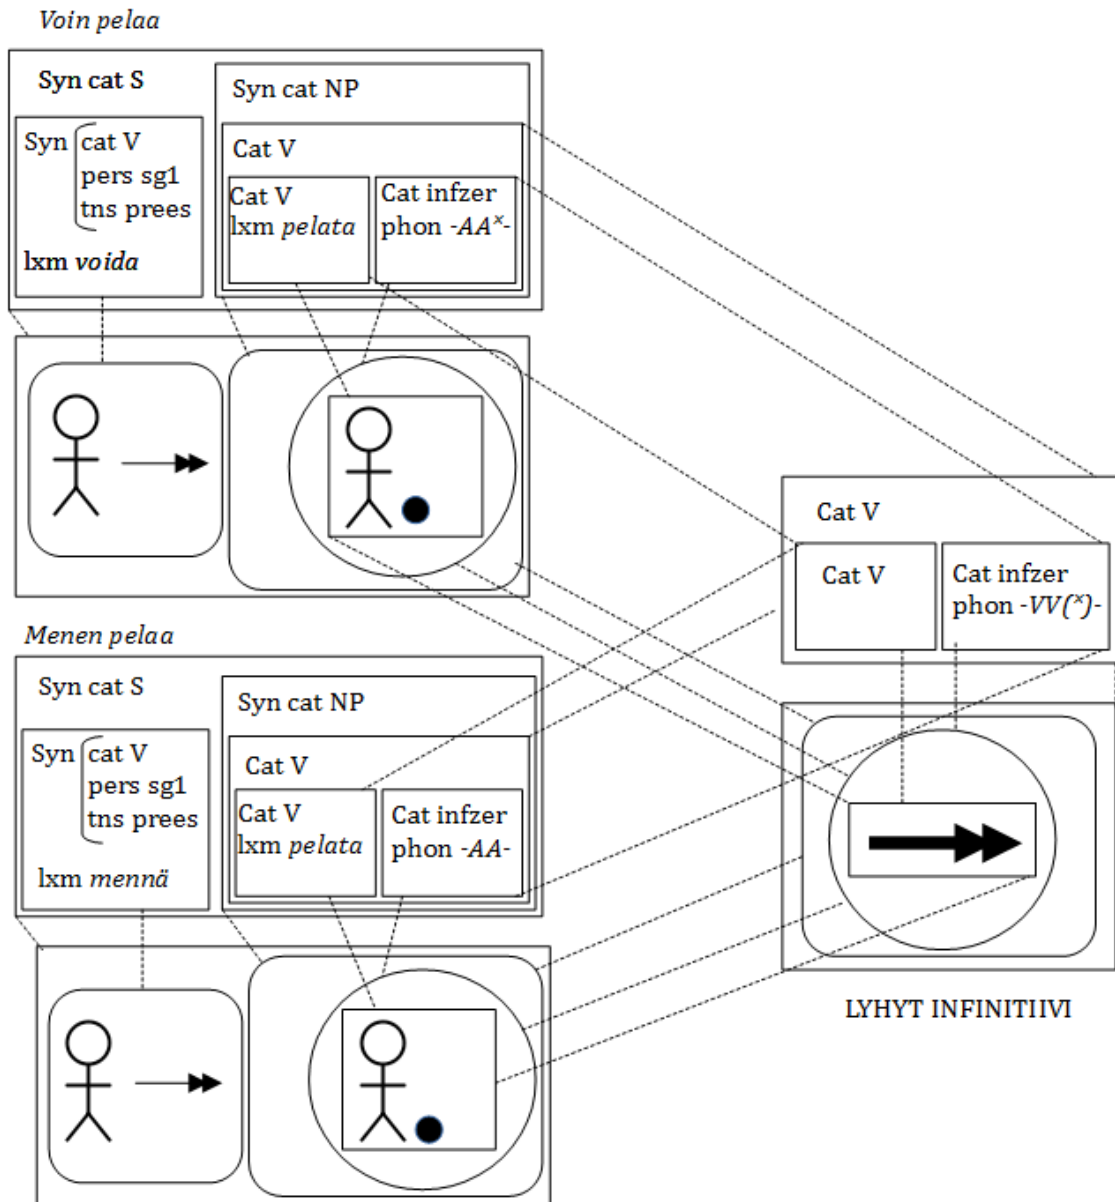 Voin pelaa
Syn cat S
Syn cat V
pers sg1
tns prees
lxm voida
Syn cat NP
Cat V
Cat V
lxm pelata
Cat infzer
phon -AAˣ-
Menen pelaa
Syn cat S
Syn cat V
pers sg1
tns prees
lxm mennä
Syn cat NP
Cat V
Cat V
lxm pelata
Cat infzer
phon -AA-
Cat V
Cat V
Cat infzer
phon -VV(ˣ)-
LYHYT INFINITIIVI